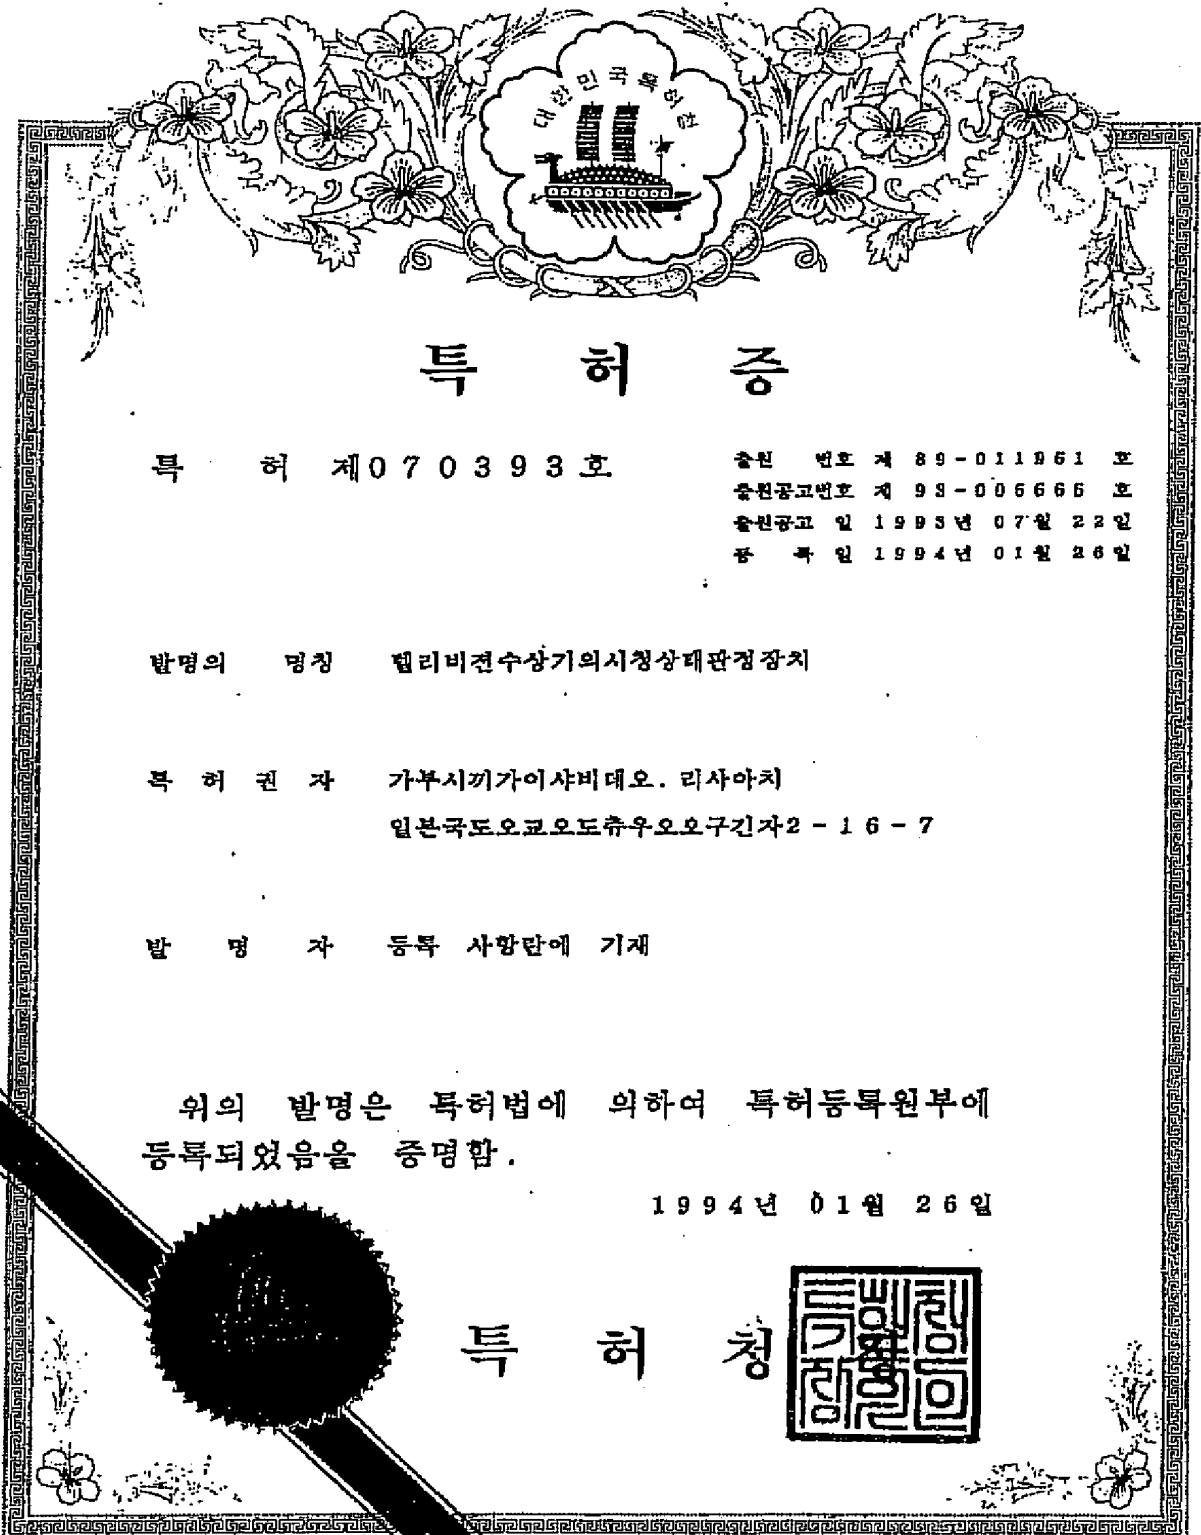 대한민국특허청
특 허 증
특 허 제070393호
출원 번호 제 89-011961 호
출원공고번호 제 93-005666 호
출원공고 일 1993년 07월 22일
등 록 일 1994년 01월 26일
발명의 명칭 텔리비젼수상기의시청상태판정장치
특 허 권 자 가부시끼가이샤비데오.리사아치
일본국도오교오도쥬우오오구긴자2-16-7
발 명 자 등록 사항란에 기재
위의 발명은 특허법에 의하여 특허등록원부에
등록되었음을 증명함.
1994년 01월 26일
특 허 청